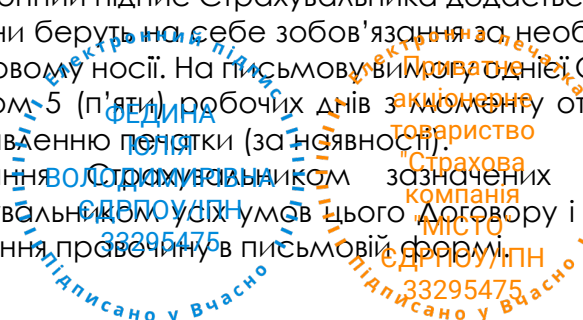 онний підпис Страхувальника додаєтьс
ни беруть на себе зобов'язання за необ
овому носії. На письмову вимогу однієї С
ом 5 (п'яти) робочих днів з моменту от
авленню печатки (за наявності).
ння Страхувальником зазначених
увальником усіх умов цього Договору і
ння правочину в письмовій формі.
Електронний підпис
ФЕДИНА
ЮЛІЯ
ВОЛОДИМИРІВНА
ЄДРПОУ/ІПН
33295475
Підписано у Вчасно
Електронна печатка
Приватне
акціонерне
товариство
"Страхова
компанія
"МІСТО"
ЄДРПОУ/ІПН
33295475
Підписано у Вчасно